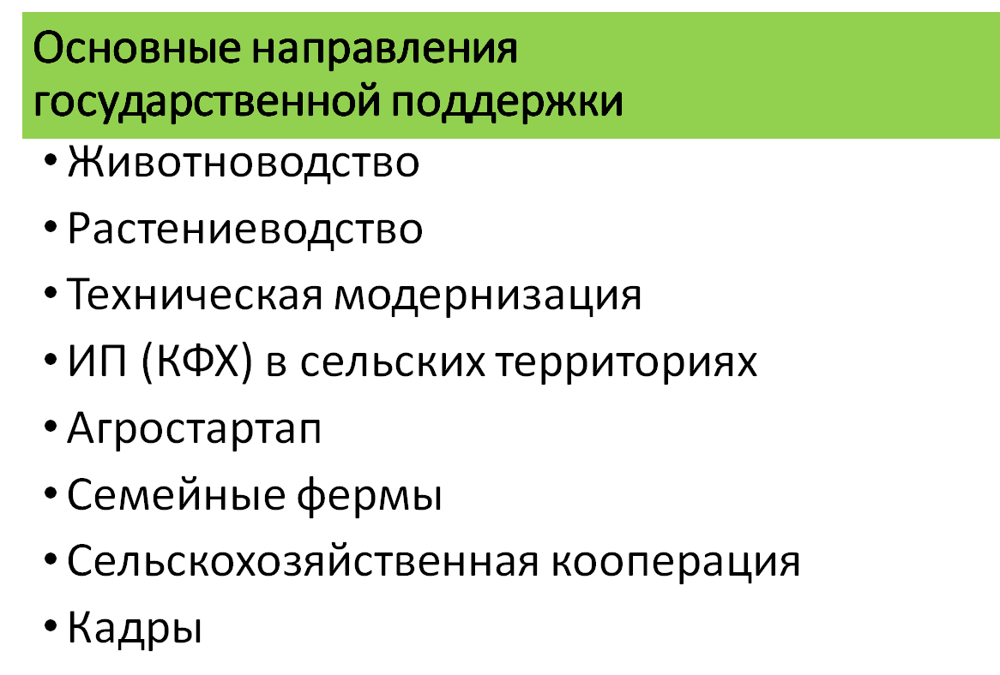 Основные направления
государственной поддержки
• Животноводство
• Растениеводство
• Техническая модернизация
• ИП (КФХ) в сельских территориях
• Агростартап
• Семейные фермы
• Сельскохозяйственная кооперация
• Кадры